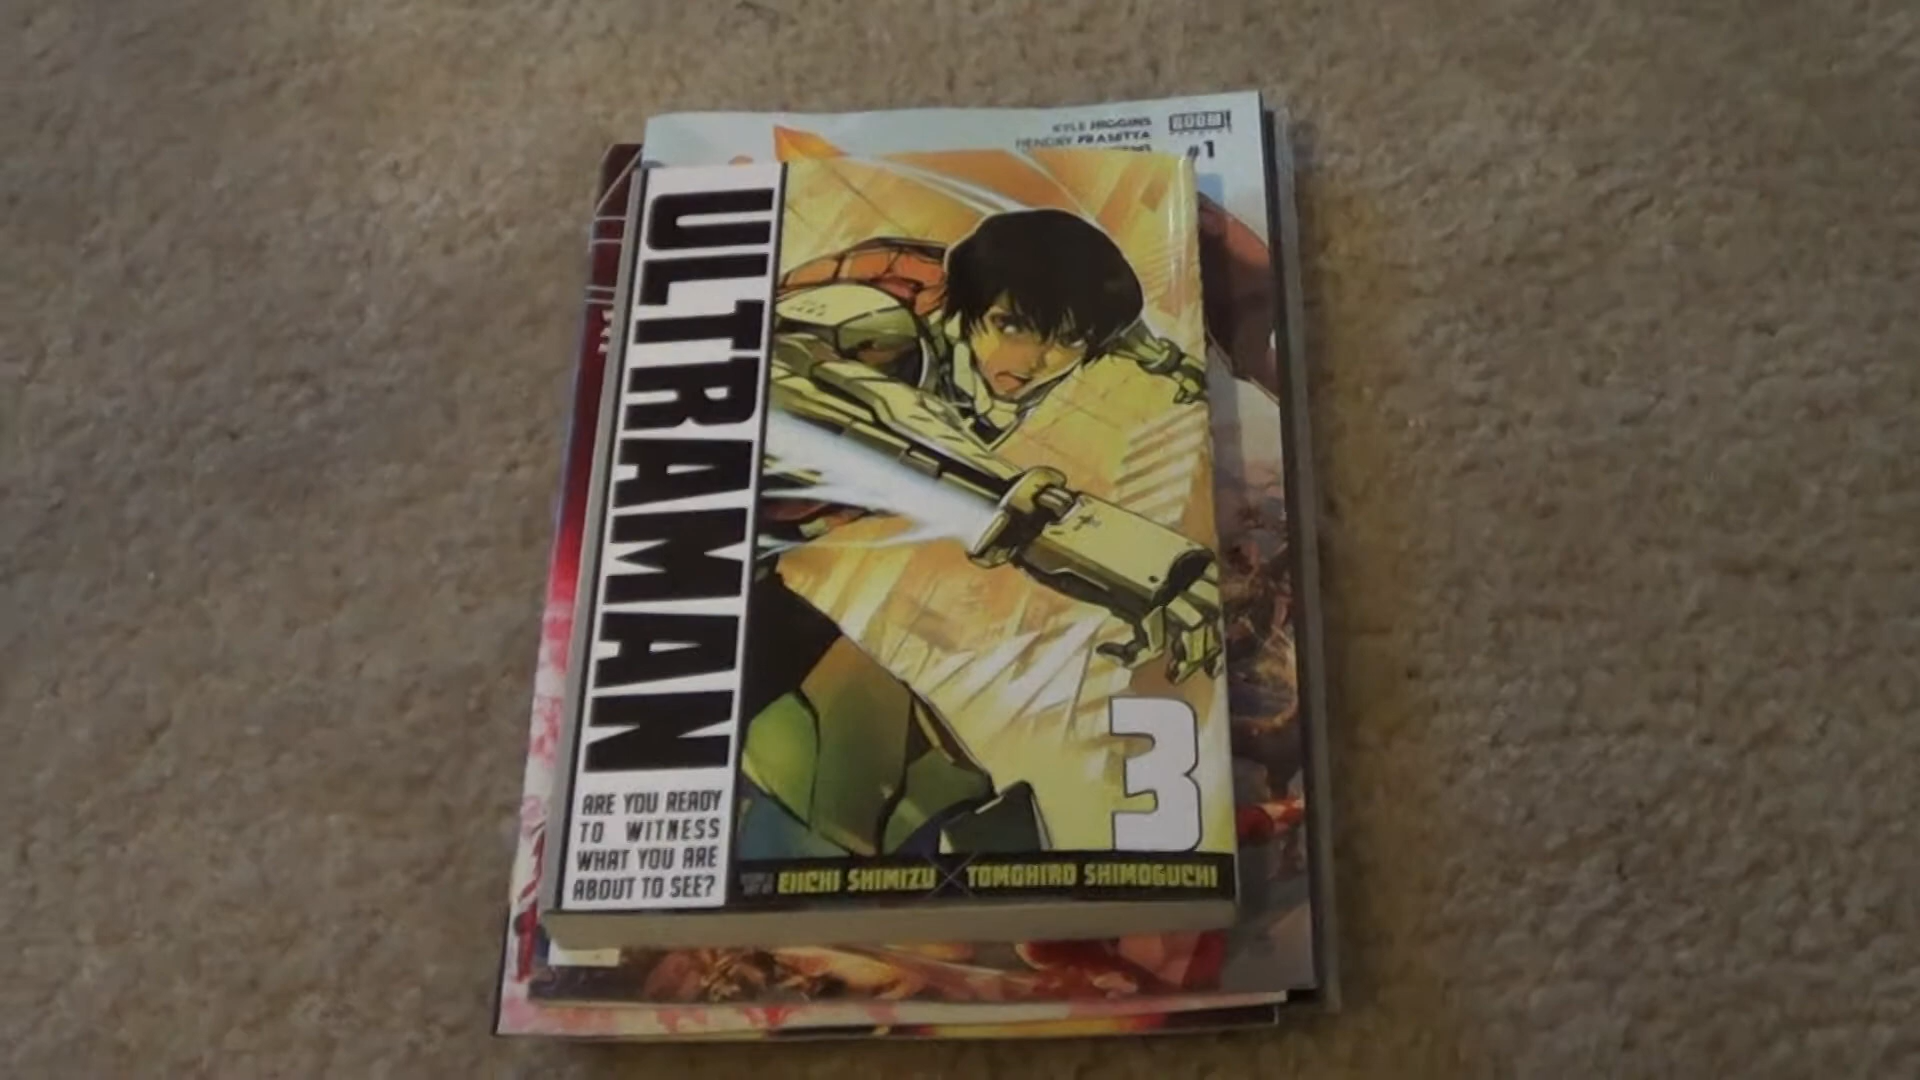 KYLE HIGGINS
HENDRY PRASETYA
BOOM!
#1
ULTRAMAN
ARE YOU READY
TO WITNESS
WHAT YOU ARE
ABOUT TO SEE?
3
EIICHI SHIMIZU X TOMOHIRO SHIMOGUCHI